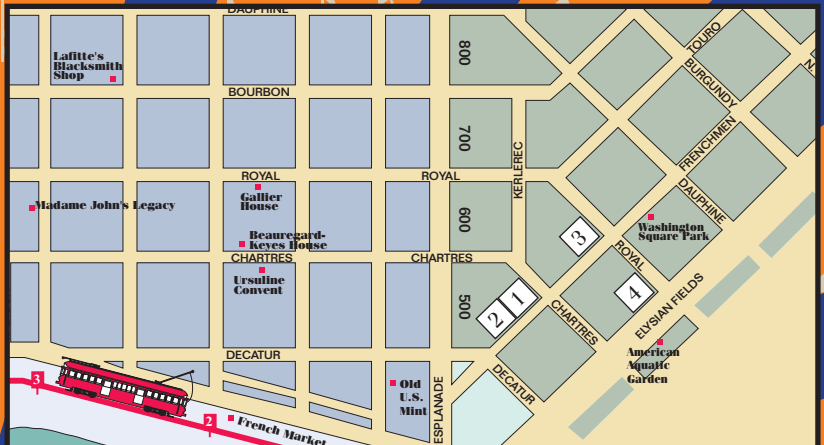 DAUPHINE
Lafitte's
Blacksmith
Shop
800
TOURO
BURGUNDY
N
BOURBON
700
FRENCHMEN
KERLEREC
ROYAL
ROYAL
Gallier
House
Madame John's Legacy
600
DAUPHINE
Washington
Square Park
Beauregard-
Keyes House
3
ROYAL
CHARTRES
CHARTRES
Ursuline
Convent
500
2
1
4
CHARTRES
ELYSIAN FIELDS
American
Aquatic
Garden
DECATUR
DECATUR
3
2
French Market
Old
U.S.
Mint
ESPLANADE